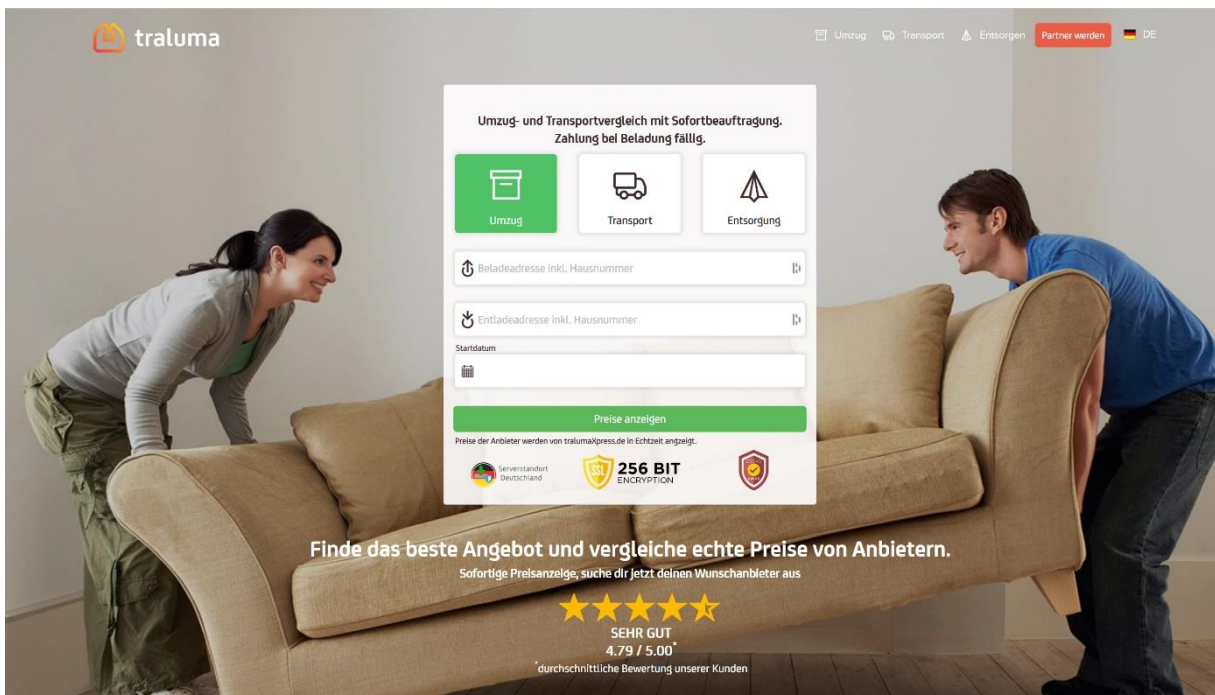 traluma
Umzug
Transport
Entsorgen
Partner werden
DE
Umzug- und Transportvergleich mit Sofortbeauftragung.
Zahlung bei Beladung fällig.
Umzug
Transport
Entsorgung
Beladeadresse inkl. Hausnummer
Entladeadresse inkl. Hausnummer
Startdatum
Preise anzeigen
Preise der Anbieter werden von tralumaXpress.de in Echtzeit angzeigt.
Serverstandort
Deutschland
SSL
256 BIT
ENCRYPTION
Finde das beste Angebot und vergleiche echte Preise von Anbietern.
Sofortige Preisanzeige, suche dir jetzt deinen Wunschanbieter aus
SEHR GUT
4.79 / 5.00*
*durchschnittliche Bewertung unserer Kunden